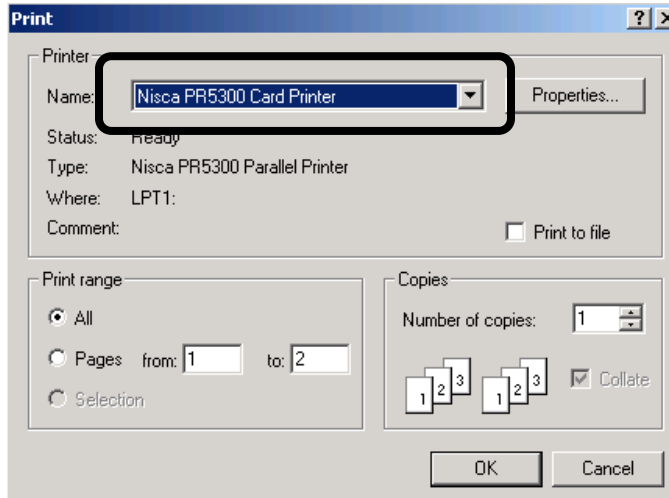 Print
Printer
Name: Nisca PR5300 Card Printer Properties...
Status: Ready
Type: Nisca PR5300 Parallel Printer
Where: LPT1:
Comment: Print to file
Print range
All
Pages from: 1 to: 2
Selection
Copies
Number of copies: 1
1 2 3 1 2 3 Collate
OK Cancel